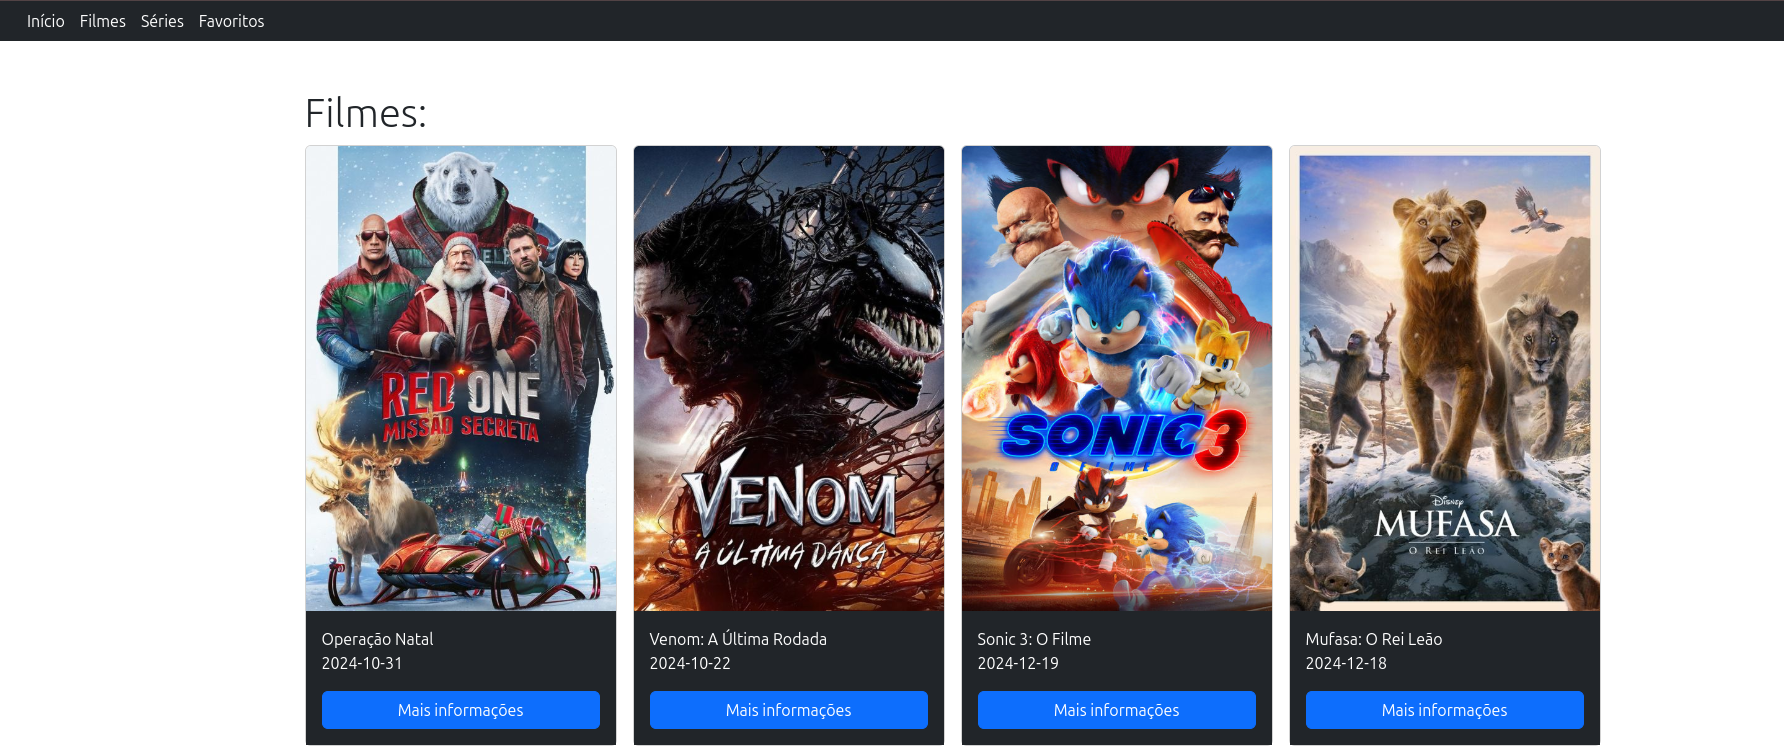 Início Filmes Séries Favoritos
Filmes:
RED ONE
MISSÃO SECRETA
VENOM
A ÚLTIMA DANÇA
SONIC 3
O FILME
DISNEY
MUFASA
O REI LEÃO
Operação Natal
2024-10-31
Mais informações
Venom: A Última Rodada
2024-10-22
Mais informações
Sonic 3: O Filme
2024-12-19
Mais informações
Mufasa: O Rei Leão
2024-12-18
Mais informações